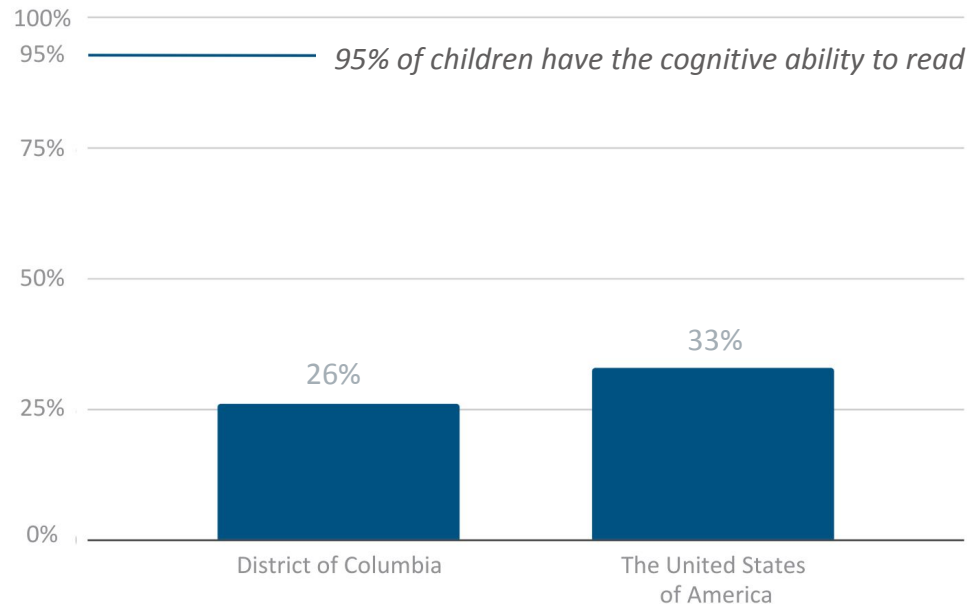 100%
95%
95% of children have the cognitive ability to read
75%
50%
33%
26%
25%
0%
District of Columbia
The United States
of America